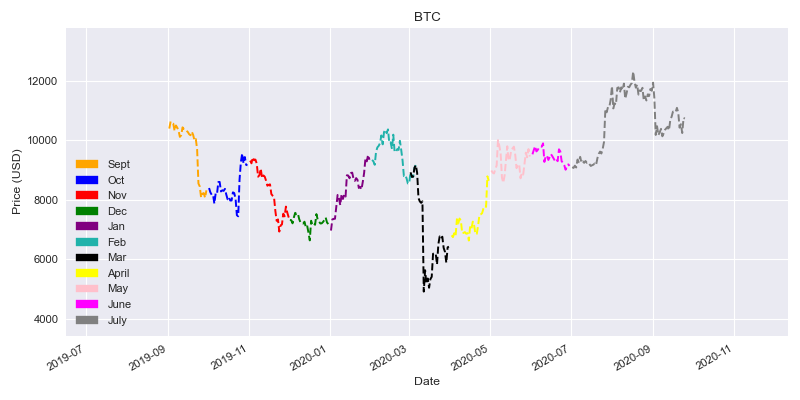 BTC
Price (USD)
12000
10000
8000
6000
4000
Sept
Oct
Nov
Dec
Jan
Feb
Mar
April
May
June
July
2019-07
2019-09
2019-11
2020-01
2020-03
2020-05
2020-07
2020-09
2020-11
Date